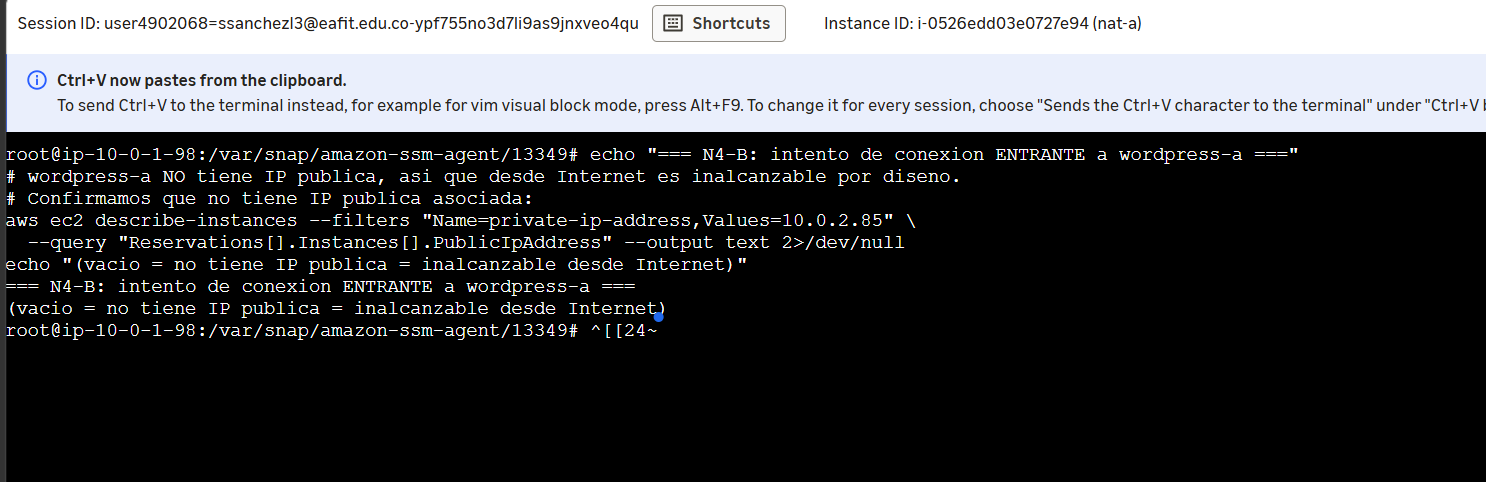 Session ID: user4902068=ssanchezl3@eafit.edu.co-ypf755no3d7li9as9jnxveo4qu Shortcuts Instance ID: i-0526edd03e0727e94 (nat-a)
Ctrl+V now pastes from the clipboard.
To send Ctrl+V to the terminal instead, for example for vim visual block mode, press Alt+F9. To change it for every session, choose "Sends the Ctrl+V character to the terminal" under "Ctrl+V
root@ip-10-0-1-98:/var/snap/amazon-ssm-agent/13349# echo "=== N4-B: intento de conexion ENTRANTE a wordpress-a ==="
# wordpress-a NO tiene IP publica, asi que desde Internet es inalcanzable por diseno.
# Confirmamos que no tiene IP publica asociada:
aws ec2 describe-instances --filters "Name=private-ip-address,Values=10.0.2.85" \
--query "Reservations[].Instances[].PublicIpAddress" --output text 2>/dev/null
echo "(vacio = no tiene IP publica = inalcanzable desde Internet)"
=== N4-B: intento de conexion ENTRANTE a wordpress-a ===
(vacio = no tiene IP publica = inalcanzable desde Internet)
root@ip-10-0-1-98:/var/snap/amazon-ssm-agent/13349# ^[[24~